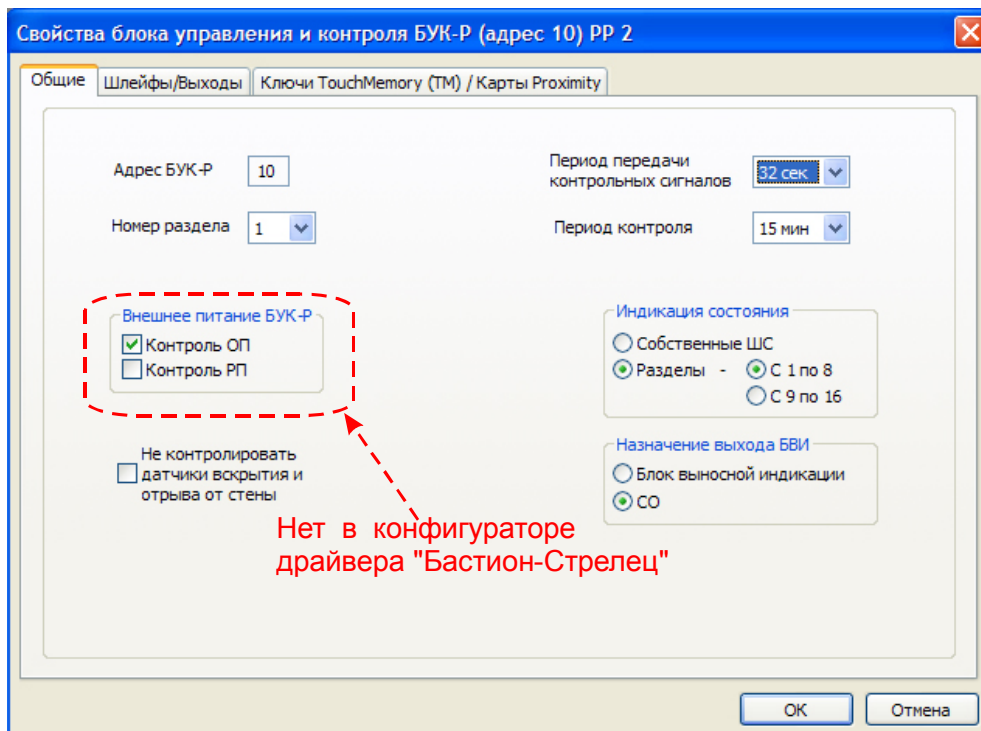 Свойства блока управления и контроля БУК-Р (адрес 10) РР 2
Общие
Шлейфы/Выходы
Ключи TouchMemory (TM) / Карты Proximity
Адрес БУК-Р
10
Период передачи
контрольных сигналов
32 сек
Номер раздела
1
Период контроля
15 мин
Внешнее питание БУК-Р
Контроль ОП
Контроль РП
Индикация состояния
Собственные ШС
Разделы - С 1 по 8
С 9 по 16
Не контролировать
датчики вскрытия и
отрыва от стены
Назначение выхода БВИ
Блок выносной индикации
СО
Нет в конфигураторе
драйвера "Бастион-Стрелец"
ОК
Отмена